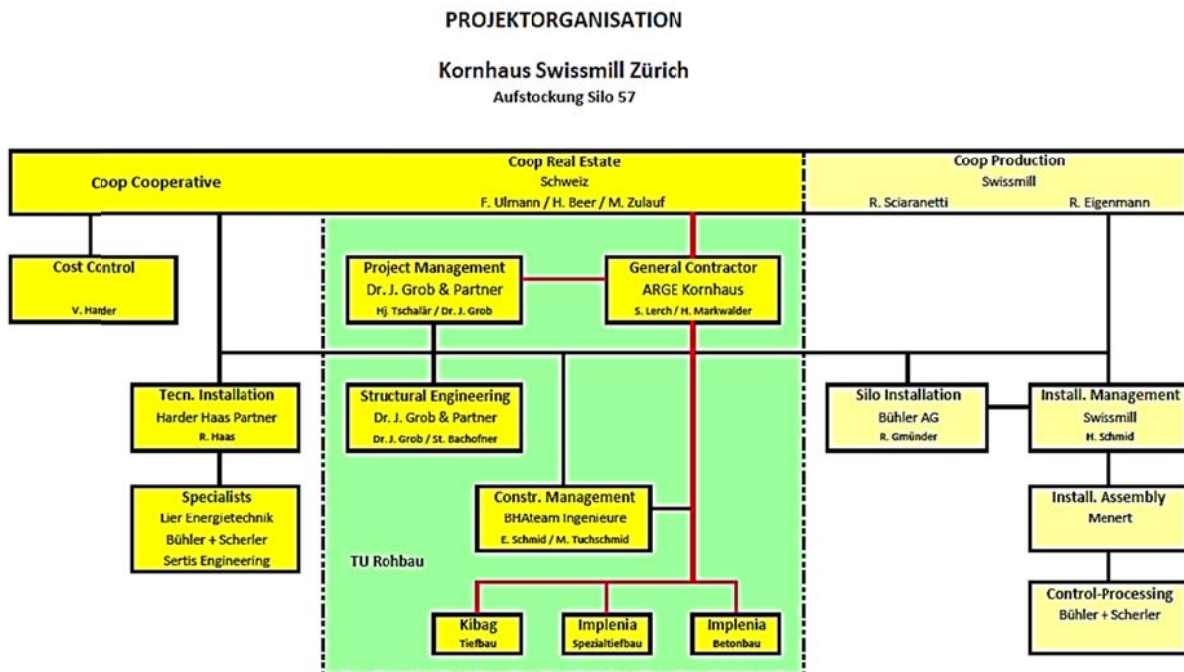 PROJEKTORGANISATION
Kornhaus Swissmill Zürich
Aufstockung Silo 57
Coop Cooperative
Coop Real Estate
Schweiz
F. Ulmann / H. Beer / M. Zulauf
Coop Production
Swissmill
R. Sciaranetti R. Eigenmann
Cost Control
V. Harder
Project Management
Dr. J. Grob & Partner
Hj. Tschalär / Dr. J. Grob
General Contractor
ARGE Kornhaus
S. Lerch / H. Markwalder
Tecn. Installation
Harder Haas Partner
R. Haas
Structural Engineering
Dr. J. Grob & Partner
Dr. J. Grob / St. Bachofner
Silo Installation
Bühler AG
R. Gmünder
Install. Management
Swissmill
H. Schmid
Specialists
Lier Energietechnik
Bühler + Scherler
Sertis Engineering
Constr. Management
BHAteam Ingenieure
E. Schmid / M. Tuchschmid
Install. Assembly
Menert
TU Rohbau
Control-Processing
Bühler + Scherler
Kibag
Tiefbau
Implenia
Spezialtiefbau
Implenia
Betonbau